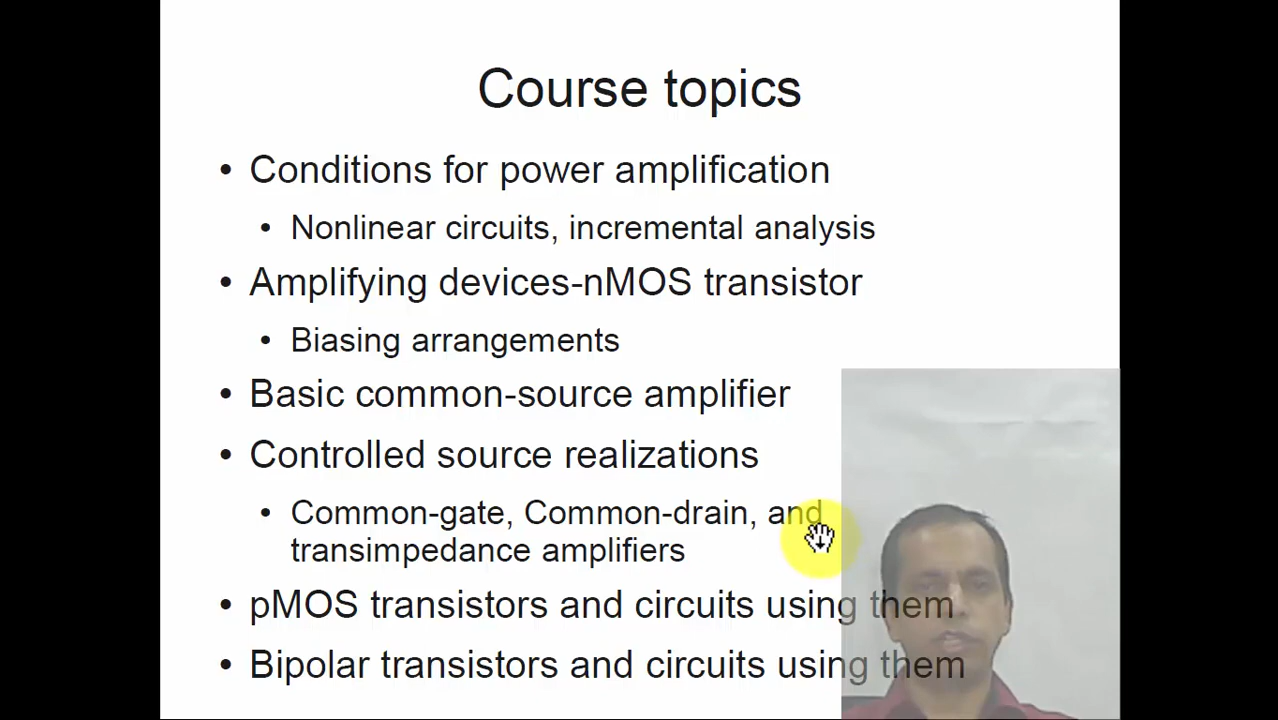 Course topics
• Conditions for power amplification
• Nonlinear circuits, incremental analysis
• Amplifying devices-nMOS transistor
• Biasing arrangements
• Basic common-source amplifier
• Controlled source realizations
• Common-gate, Common-drain, and
transimpedance amplifiers
• pMOS transistors and circuits using them
• Bipolar transistors and circuits using them